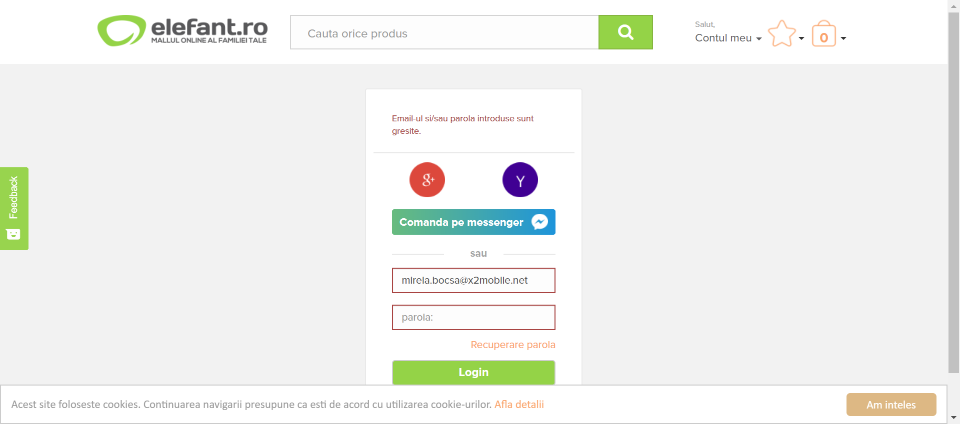 elefant.ro
MALLUL ONLINE AL FAMILIEI TALE
Cauta orice produs
Salut,
Contul meu
0
Email-ul si/sau parola introduse sunt
gresite.
g+
Y
Feedback
Comanda pe messenger
sau
mirela.bocsa@x2mobile.net
parola:
Recuperare parola
Login
Acest site foloseste cookies. Continuarea navigarii presupune ca esti de acord cu utilizarea cookie-urilor. Afla detalii
Am inteles